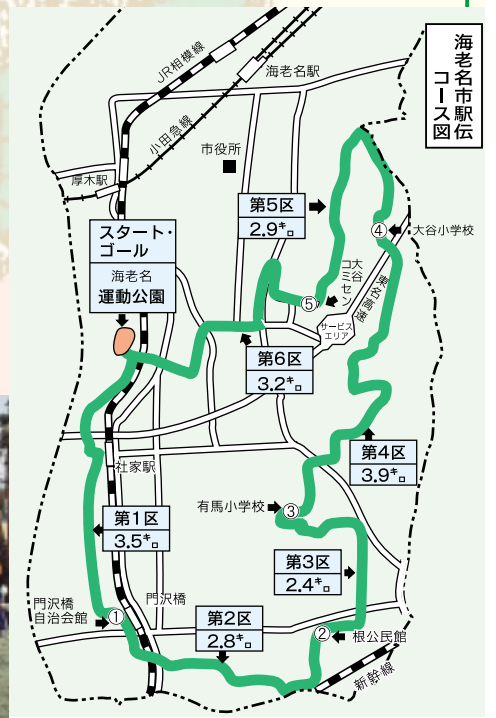 海老名市駅伝
コース図
JR相模線
海老名駅
小田急線
市役所
厚木駅
第5区
2.9キロ
④
大谷小学校
スタート・
ゴール
海老名
運動公園
東名高速
大谷
コミセン
⑤
サービス
エリア
第6区
3.2キロ
第4区
3.9キロ
社家駅
有馬小学校
③
第1区
3.5キロ
第3区
2.4キロ
門沢橋
自治会館
①
門沢橋
第2区
2.8キロ
②
根公民館
新幹線